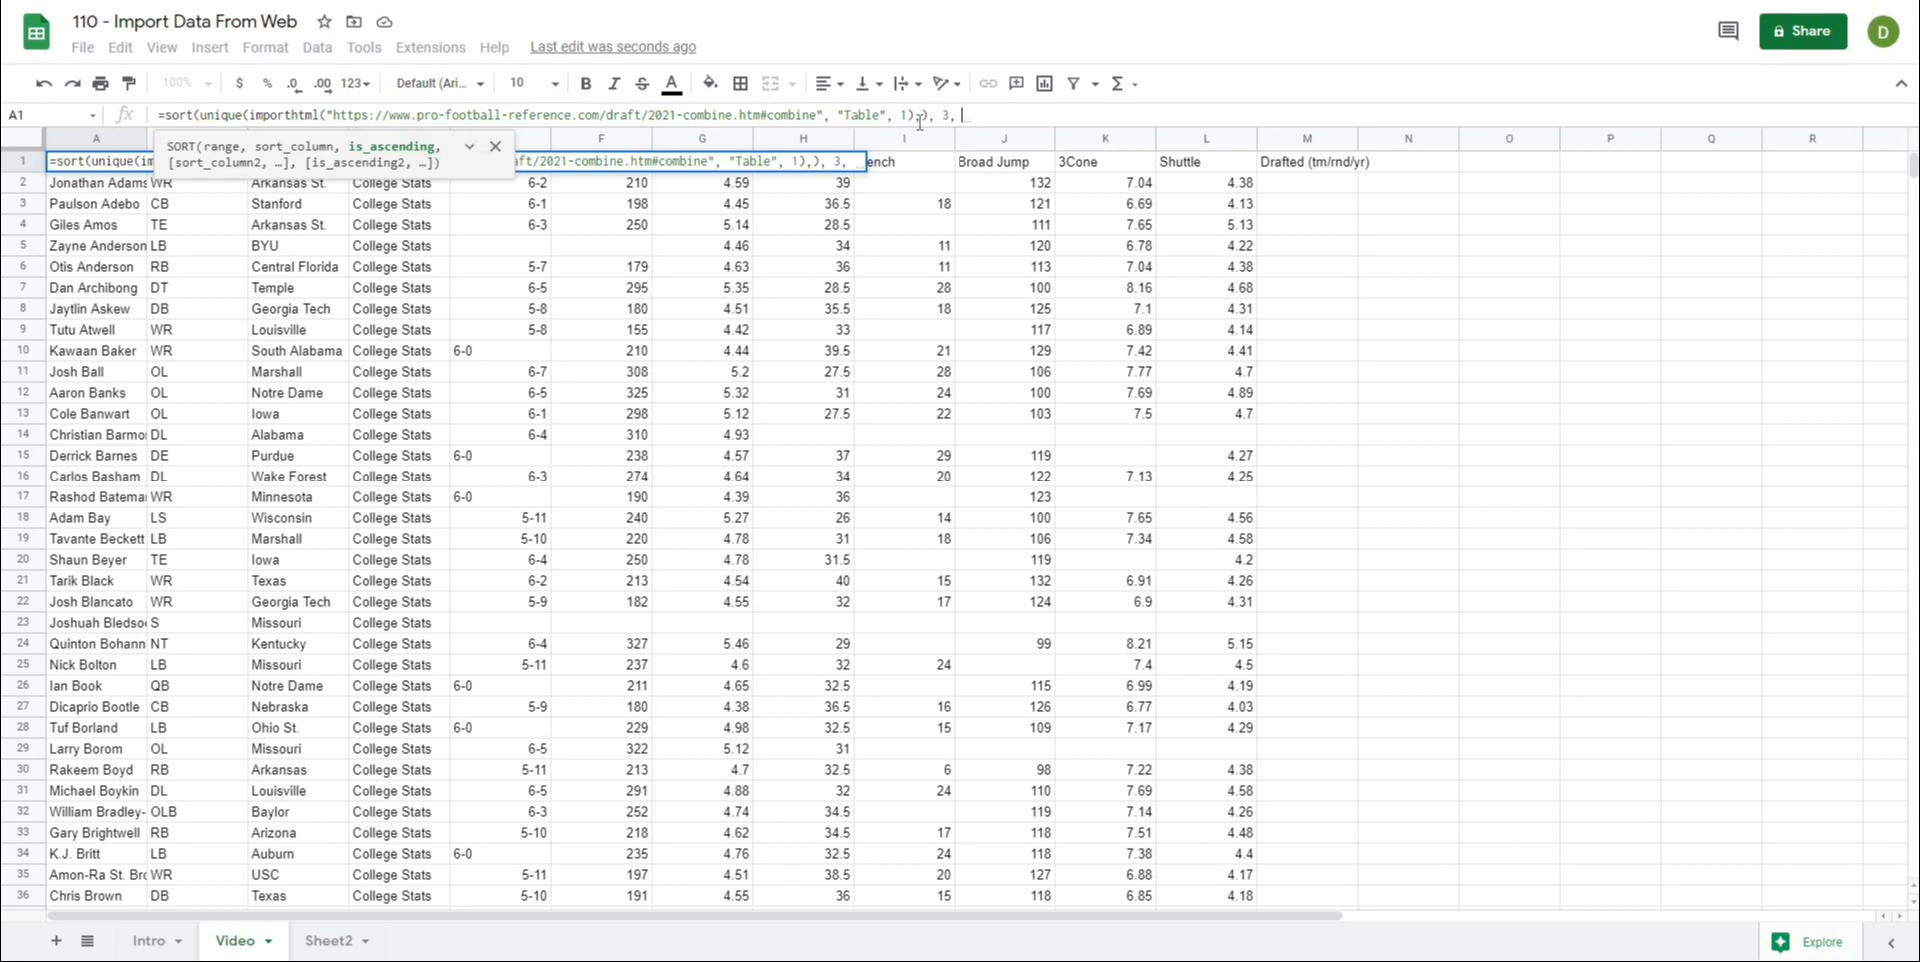 110 - Import Data From Web
File Edit View Insert Format Data Tools Extensions Help Last edit was seconds ago
Share
D
100% $ % .0 .00 123 Default (Ari... 10 B I S A
A1 fx =sort(unique(importhtml("https://www.pro-football-reference.com/draft/2021-combine.htm#combine", "Table", 1),), 3,
SORT(range, sort_column, is_ascending,
[sort_column2, …], [is_ascending2, …])
A F G H I J K L M N O P Q R
1 =sort(unique(im aft/2021-combine.htm#combine", "Table", 1),), 3, ench Broad Jump 3Cone Shuttle Drafted (tm/rnd/yr)
2 Jonathan Adams WR Arkansas St. College Stats 6-2 210 4.59 39 132 7.04 4.38
3 Paulson Adebo CB Stanford College Stats 6-1 198 4.45 36.5 18 121 6.69 4.13
4 Giles Amos TE Arkansas St. College Stats 6-3 250 5.14 28.5 111 7.65 5.13
5 Zayne Anderson LB BYU College Stats 4.46 34 11 120 6.78 4.22
6 Otis Anderson RB Central Florida College Stats 5-7 179 4.63 36 11 113 7.04 4.38
7 Dan Archibong DT Temple College Stats 6-5 295 5.35 28.5 28 100 8.16 4.68
8 Jaytlin Askew DB Georgia Tech College Stats 5-8 180 4.51 35.5 18 125 7.1 4.31
9 Tutu Atwell WR Louisville College Stats 5-8 155 4.42 33 117 6.89 4.14
10 Kawaan Baker WR South Alabama College Stats 6-0 210 4.44 39.5 21 129 7.42 4.41
11 Josh Ball OL Marshall College Stats 6-7 308 5.2 27.5 28 106 7.77 4.7
12 Aaron Banks OL Notre Dame College Stats 6-5 325 5.32 31 24 100 7.69 4.89
13 Cole Banwart OL Iowa College Stats 6-1 298 5.12 27.5 22 103 7.5 4.7
14 Christian Barmo DL Alabama College Stats 6-4 310 4.93
15 Derrick Barnes DE Purdue College Stats 6-0 238 4.57 37 29 119 4.27
16 Carlos Basham DL Wake Forest College Stats 6-3 274 4.64 34 20 122 7.13 4.25
17 Rashod Batema WR Minnesota College Stats 6-0 190 4.39 36 123
18 Adam Bay LS Wisconsin College Stats 5-11 240 5.27 26 14 100 7.65 4.56
19 Tavante Beckett LB Marshall College Stats 5-10 220 4.78 31 18 106 7.34 4.58
20 Shaun Beyer TE Iowa College Stats 6-4 250 4.78 31.5 119 4.2
21 Tarik Black WR Texas College Stats 6-2 213 4.54 40 15 132 6.91 4.26
22 Josh Blancato WR Georgia Tech College Stats 5-9 182 4.55 32 17 124 6.9 4.31
23 Joshuah Bledso S Missouri College Stats
24 Quinton Bohann NT Kentucky College Stats 6-4 327 5.46 29 99 8.21 5.15
25 Nick Bolton LB Missouri College Stats 5-11 237 4.6 32 24 7.4 4.5
26 Ian Book QB Notre Dame College Stats 6-0 211 4.65 32.5 115 6.99 4.19
27 Dicaprio Bootle CB Nebraska College Stats 5-9 180 4.38 36.5 16 126 6.77 4.03
28 Tuf Borland LB Ohio St. College Stats 6-0 229 4.98 32.5 15 109 7.17 4.29
29 Larry Borom OL Missouri College Stats 6-5 322 5.12 31
30 Rakeem Boyd RB Arkansas College Stats 5-11 213 4.7 32.5 6 98 7.22 4.38
31 Michael Boykin DL Louisville College Stats 6-5 291 4.88 32 24 110 7.69 4.58
32 William Bradley- OLB Baylor College Stats 6-3 252 4.74 34.5 119 7.14 4.26
33 Gary Brightwell RB Arizona College Stats 5-10 218 4.62 34.5 17 118 7.51 4.48
34 K.J. Britt LB Auburn College Stats 6-0 235 4.76 32.5 24 118 7.38 4.4
35 Amon-Ra St. Bro WR USC College Stats 5-11 197 4.51 38.5 20 127 6.88 4.17
36 Chris Brown DB Texas College Stats 5-10 191 4.55 36 15 118 6.85 4.18
Intro Video Sheet2 Explore